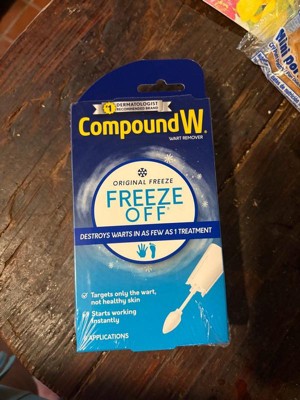 #1 DERMATOLOGIST
RECOMMENDED BRAND
Compound W®
WART REMOVER
ORIGINAL FREEZE
FREEZE
OFF®
DESTROYS WARTS IN AS FEW AS 1 TREATMENT
Targets only the wart,
not healthy skin
Starts working
instantly
APPLICATIONS
Mini